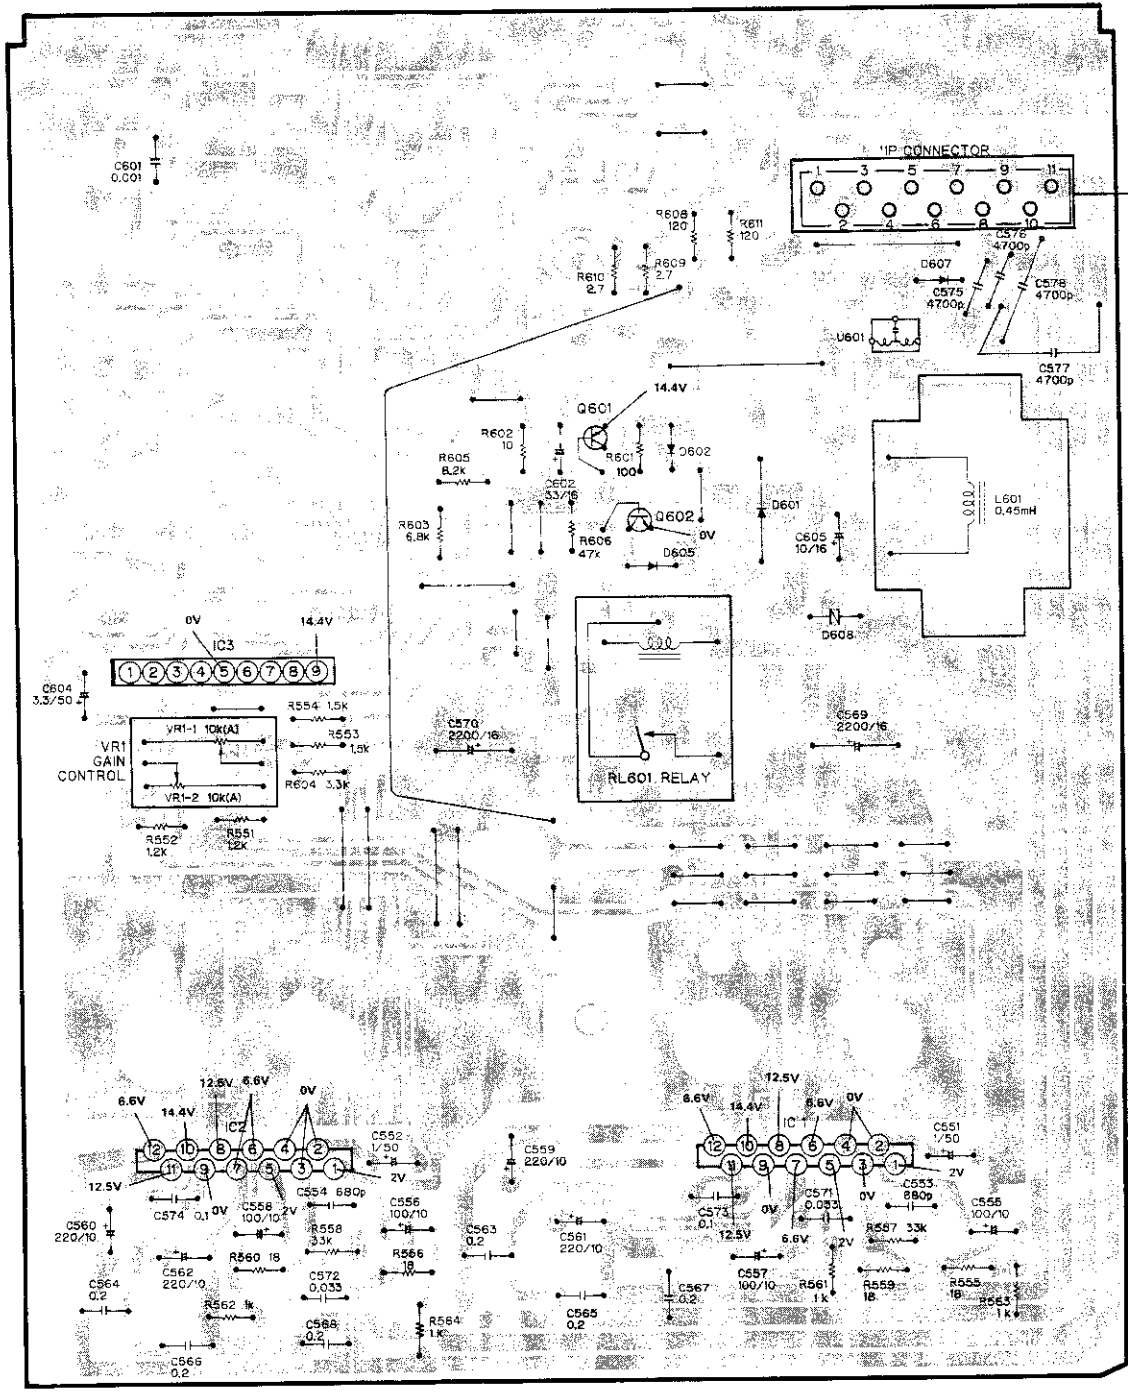 C601
0.001
11P CONNECTOR
1 3 5 7 9 11
2 4 6 8 10
R608
120
R611
120
R609
2.7
R610
2.7
C576
4700p
D607
C575
4700p
C578
4700p
U601
C577
4700p
14.4V
Q601
R602
10
R601
100
D602
R605
8.2k
C602
33/16
L601
0.45mH
D601
Q602
R603
6.8k
R606
47k
0V
C605
10/16
D605
D608
0V
14.4V
IC3
1 2 3 4 5 6 7 8 9
C604
3.3/50
R554 1.5k
VR1-1 10k(A)
R553
1.5k
VR1
GAIN
CONTROL
R604 3.3k
VR1-2 10k(A)
R552
1.2k
R551
1.2k
C570
2200/16
C569
2200/16
RL601 RELAY
12.5V
6.6V
6.6V
14.4V
0V
IC2
12 10 8 6 4 2
11 9 7 5 3 1
C552
1/50
2V
12.5V
C574 0.1
0V
C558
100/10
2V
C554 680p
C556
100/10
C559
220/10
C560
220/10
R558
33k
C563
0.2
C561
220/10
C562
220/10
R560 18
R556
18
C564
0.2
C572
0.033
R562 1k
C568
0.2
R564
1k
C565
0.2
C566
0.2
12.5V
6.6V
14.4V
6.6V
0V
12 10 8 6 4 2
11 9 7 5 3 1
C551
1/50
2V
C573
0.1
C571
0.033
0V
C553
680p
C555
100/10
12.5V
0V
6.6V
2V
R557 33k
C557
100/10
C567
0.2
R561
1k
R559
18
R555
18
R563
1k